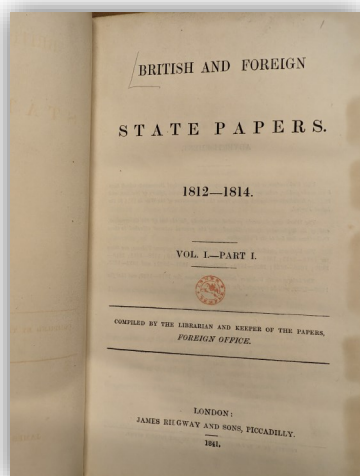 BRITISH AND FOREIGN
STATE PAPERS.
1812—1814.
VOL. I.—PART I.
COMPILED BY THE LIBRARIAN AND KEEPER OF THE PAPERS,
FOREIGN OFFICE.
LONDON:
JAMES RIDGWAY AND SONS, PICCADILLY.
1841.